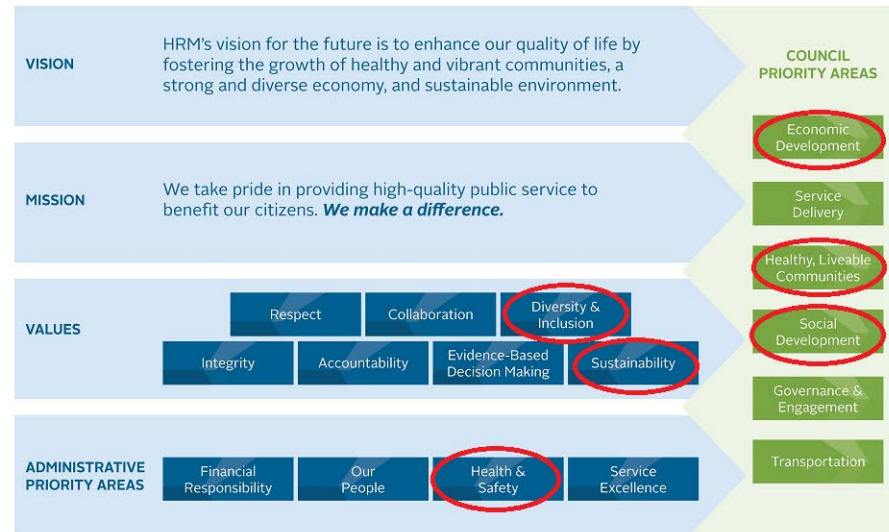 VISION
HRM's vision for the future is to enhance our quality of life by
fostering the growth of healthy and vibrant communities, a
strong and diverse economy, and sustainable environment.
MISSION
We take pride in providing high-quality public service to
benefit our citizens. We make a difference.
VALUES
Respect
Collaboration
Diversity &
Inclusion
Integrity
Accountability
Evidence-Based
Decision Making
Sustainability
ADMINISTRATIVE
PRIORITY AREAS
Financial
Responsibility
Our
People
Health &
Safety
Service
Excellence
COUNCIL
PRIORITY AREAS
Economic
Development
Service
Delivery
Healthy, Liveable
Communities
Social
Development
Governance &
Engagement
Transportation